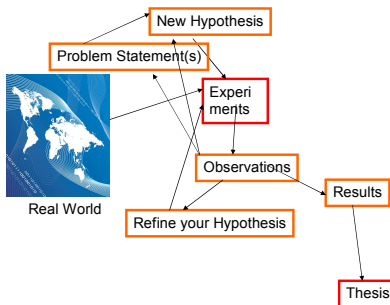 New Hypothesis
Problem Statement(s)
Experi
ments
Observations
Results
Real World
Refine your Hypothesis
Thesis